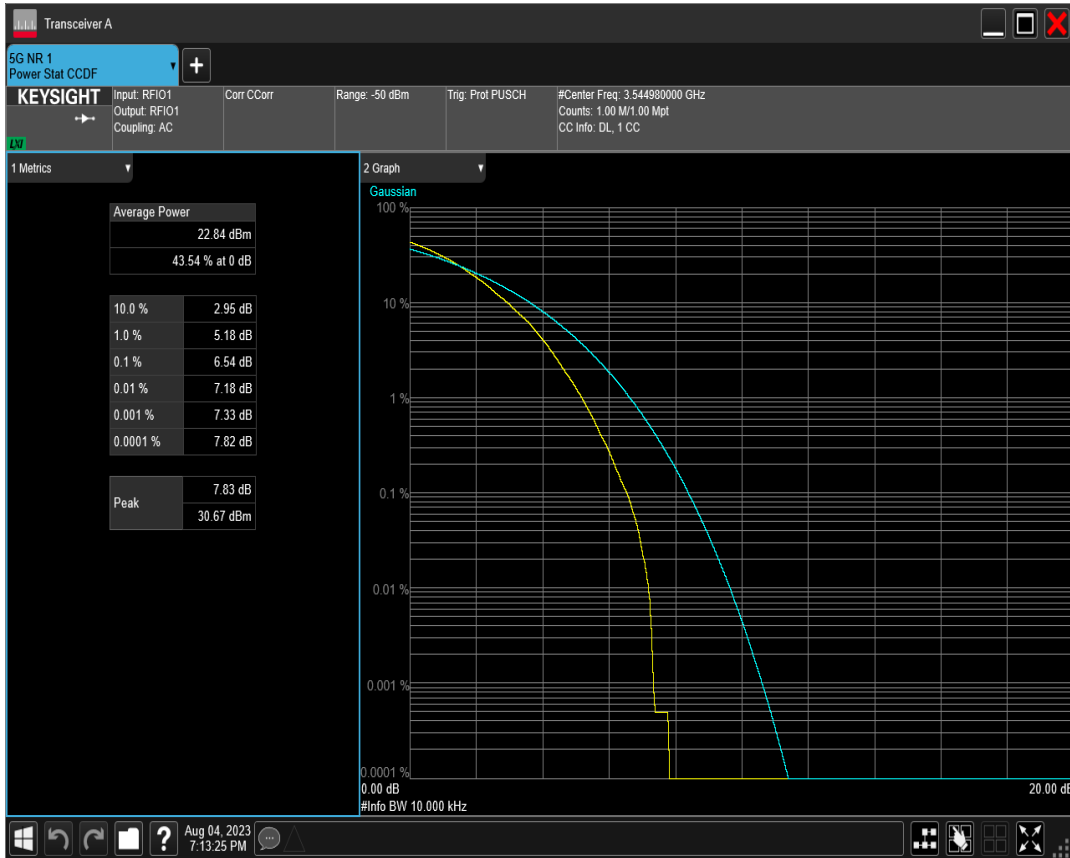 Transceiver A
5G NR 1
Power Stat CCDF
KEYSIGHT
LXI
Input: RFIO1
Output: RFIO1
Coupling: AC
Corr CCorr
Range: -50 dBm
Trig: Prot PUSCH
#Center Freq: 3.544980000 GHz
Counts: 1.00 M/1.00 Mpt
CC Info: DL, 1 CC
1 Metrics
Average Power
22.84 dBm
43.54 % at 0 dB
10.0 % 2.95 dB
1.0 % 5.18 dB
0.1 % 6.54 dB
0.01 % 7.18 dB
0.001 % 7.33 dB
0.0001 % 7.82 dB
Peak 7.83 dB
30.67 dBm
2 Graph
Gaussian
100 %
10 %
1 %
0.1 %
0.01 %
0.001 %
0.0001 %
0.00 dB 20.00 dB
#Info BW 10.000 kHz
Aug 04, 2023
7:13:25 PM